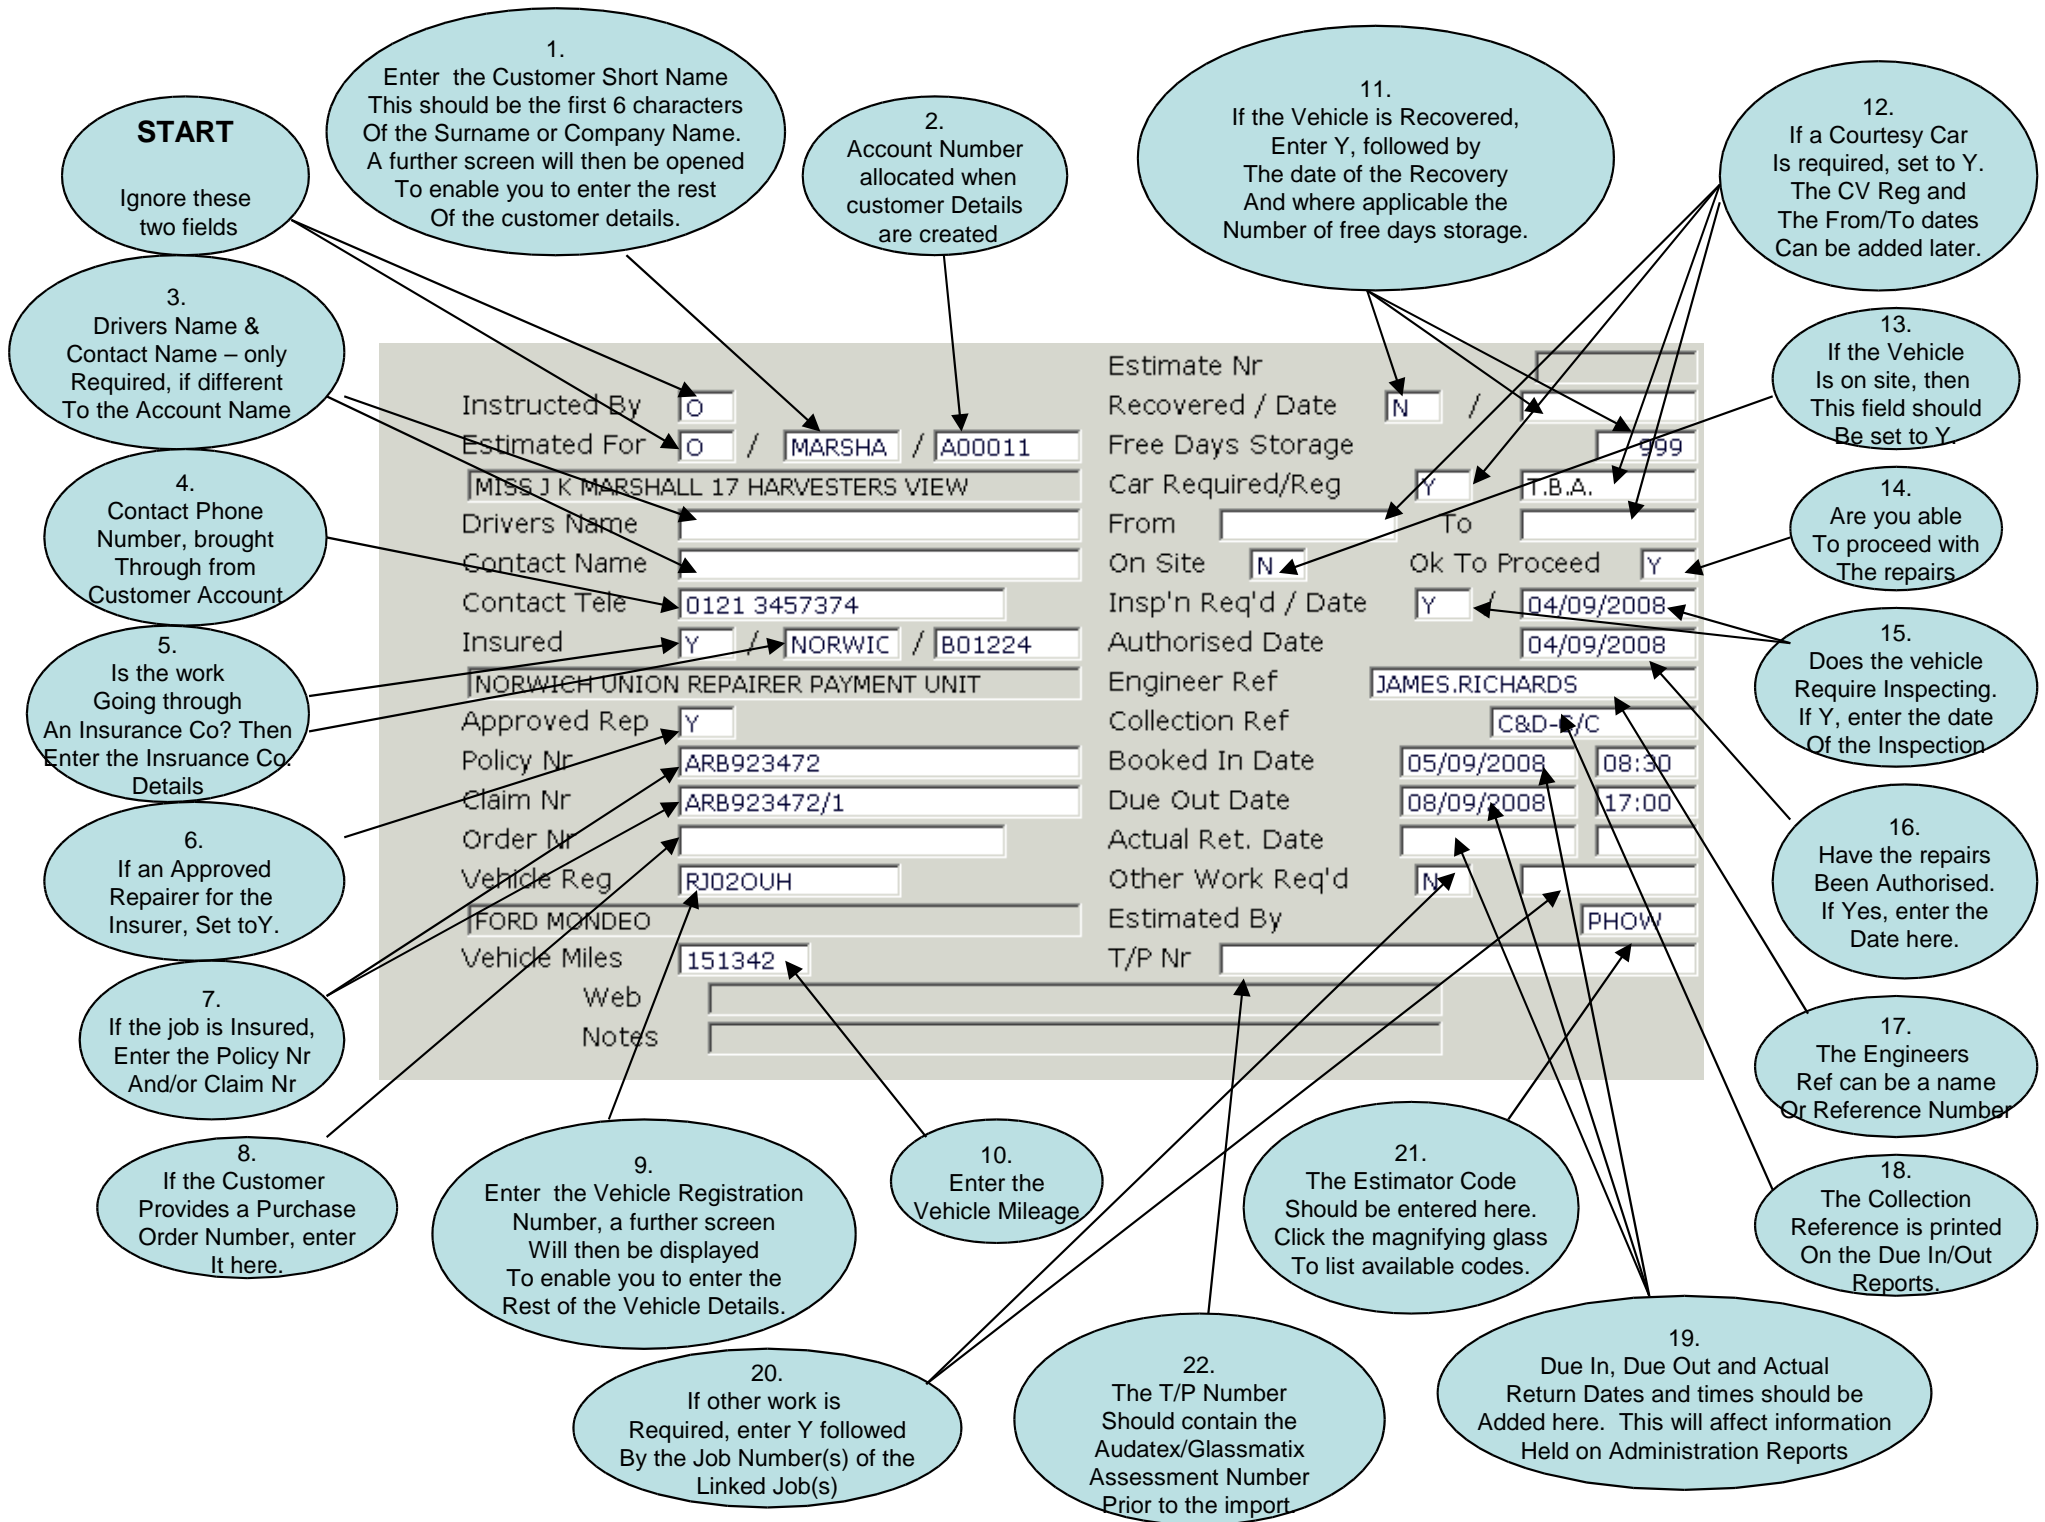 START
Ignore these
two fields
1.
Enter the Customer Short Name
This should be the first 6 characters
Of the Surname or Company Name.
A further screen will then be opened
To enable you to enter the rest
Of the customer details.
2.
Account Number
allocated when
customer Details
are created
11.
If the Vehicle is Recovered,
Enter Y, followed by
The date of the Recovery
And where applicable the
Number of free days storage.
12.
If a Courtesy Car
Is required, set to Y.
The CV Reg and
The From/To dates
Can be added later.
3.
Drivers Name &
Contact Name – only
Required, if different
To the Account Name
4.
Contact Phone
Number, brought
Through from
Customer Account
5.
Is the work
Going through
An Insurance Co? Then
Enter the Insruance Co.
Details
6.
If an Approved
Repairer for the
Insurer, Set toY.
7.
If the job is Insured,
Enter the Policy Nr
And/or Claim Nr
8.
If the Customer
Provides a Purchase
Order Number, enter
It here.
Instructed By O
Estimated For O / MARSHA / A00011
MISS J K MARSHALL 17 HARVESTERS VIEW
Drivers Name
Contact Name
Contact Tele 0121 3457374
Insured Y / NORWIC / B01224
NORWICH UNION REPAIRER PAYMENT UNIT
Approved Rep Y
Policy Nr ARB923472
Claim Nr ARB923472/1
Order Nr
Vehicle Reg RJ02OUH
FORD MONDEO
Vehicle Miles 151342
Web
Notes
Estimate Nr
Recovered / Date N /
Free Days Storage 999
Car Required/Reg Y T.B.A.
From To
On Site N Ok To Proceed Y
Insp'n Req'd / Date Y / 04/09/2008
Authorised Date 04/09/2008
Engineer Ref JAMES.RICHARDS
Collection Ref C&D-C/C
Booked In Date 05/09/2008 08:30
Due Out Date 08/09/2008 17:00
Actual Ret. Date
Other Work Req'd N
Estimated By PHOW
T/P Nr
13.
If the Vehicle
Is on site, then
This field should
Be set to Y.
14.
Are you able
To proceed with
The repairs
15.
Does the vehicle
Require Inspecting.
If Y, enter the date
Of the Inspection
16.
Have the repairs
Been Authorised.
If Yes, enter the
Date here.
17.
The Engineers
Ref can be a name
Or Reference Number
18.
The Collection
Reference is printed
On the Due In/Out
Reports.
9.
Enter the Vehicle Registration
Number, a further screen
Will then be displayed
To enable you to enter the
Rest of the Vehicle Details.
10.
Enter the
Vehicle Mileage
21.
The Estimator Code
Should be entered here.
Click the magnifying glass
To list available codes.
20.
If other work is
Required, enter Y followed
By the Job Number(s) of the
Linked Job(s)
22.
The T/P Number
Should contain the
Audatex/Glassmatix
Assessment Number
Prior to the import.
19.
Due In, Due Out and Actual
Return Dates and times should be
Added here. This will affect information
Held on Administration Reports